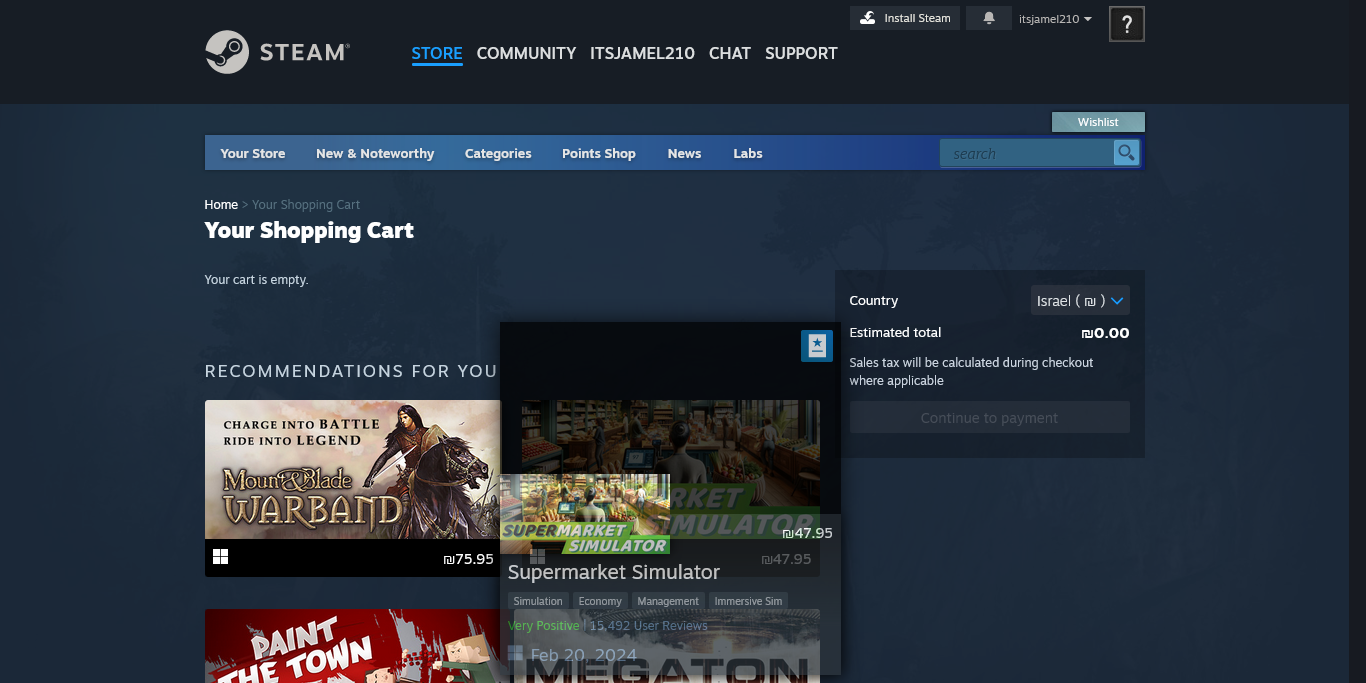 Install Steam
itsjamel210
?
STEAM®
STORE COMMUNITY ITSJAMEL210 CHAT SUPPORT
Wishlist
Your Store New & Noteworthy Categories Points Shop News Labs
search
Home > Your Shopping Cart
Your Shopping Cart
Your cart is empty.
Country
Israel ( ₪ )
Estimated total
₪0.00
Sales tax will be calculated during checkout
where applicable
Continue to payment
RECOMMENDATIONS FOR YOU
CHARGE INTO BATTLE
RIDE INTO LEGEND
Mount&Blade
WARBAND
₪75.95
MARKET
SIMULATOR
₪47.95
SUPERMARKET
SIMULATOR
₪47.95
Supermarket Simulator
Simulation Economy Management Immersive Sim
Very Positive | 15,492 User Reviews
Feb 20, 2024
PAINT
THE TOWN
MEGATON